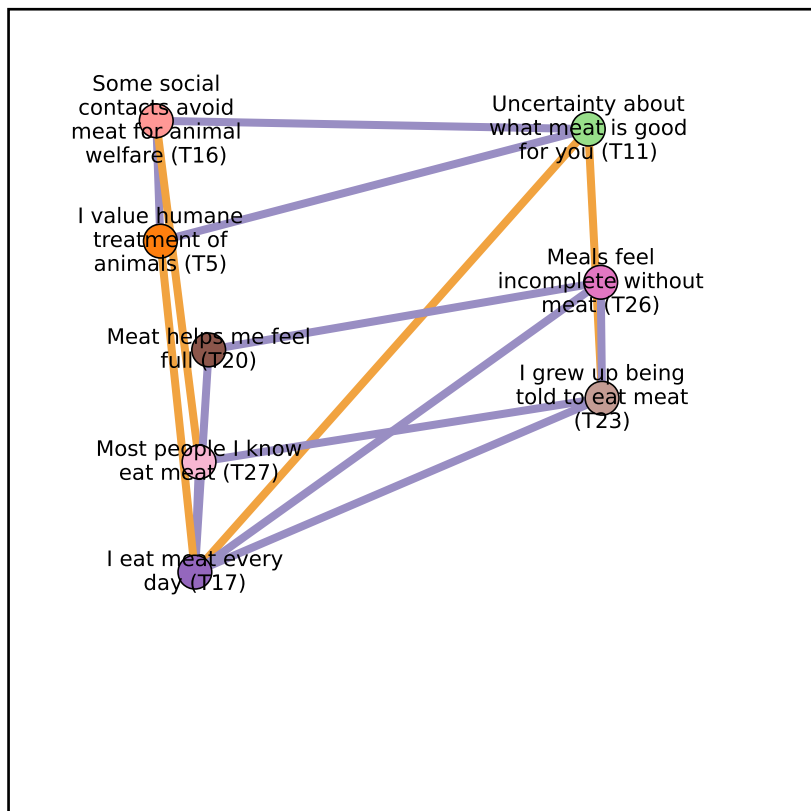 Some social
contacts avoid
meat for animal
welfare (T16)
Uncertainty about
what meat is good
for you (T11)
I value humane
treatment of
animals (T5)
Meals feel
incomplete without
meat (T26)
Meat helps me feel
full (T20)
I grew up being
told to eat meat
(T23)
Most people I know
eat meat (T27)
I eat meat every
day (T17)